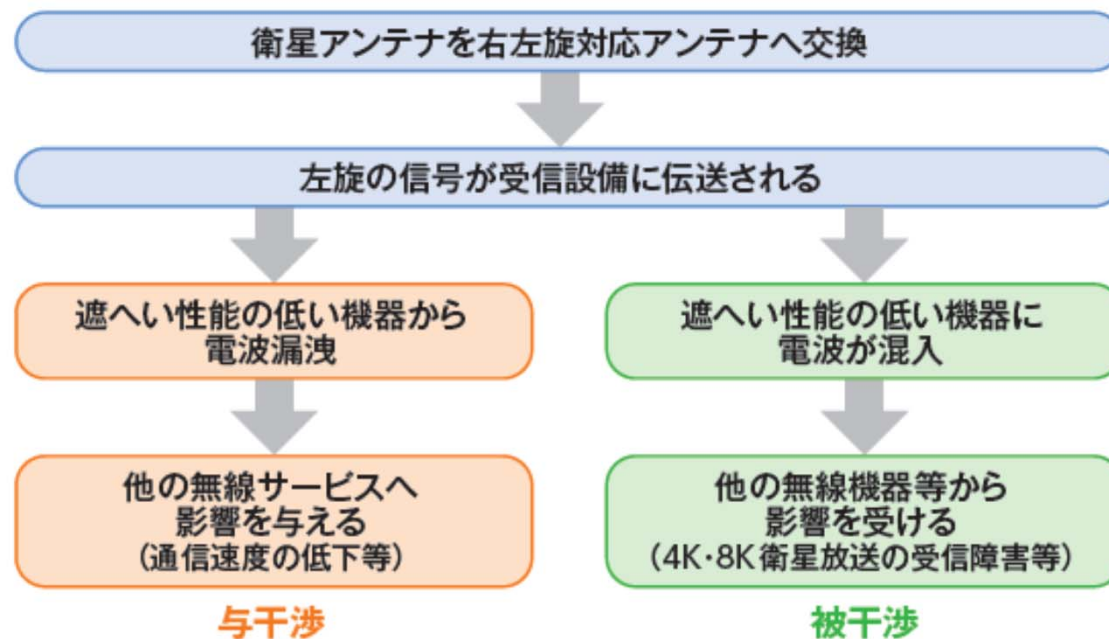 衛星アンテナを右左旋対応アンテナへ交換
左旋の信号が受信設備に伝送される
遮へい性能の低い機器から
電波漏洩
他の無線サービスへ
影響を与える
(通信速度の低下等)
与干渉
遮へい性能の低い機器に
電波が混入
他の無線機器等から
影響を受ける
(4K・8K衛星放送の受信障害等)
被干渉